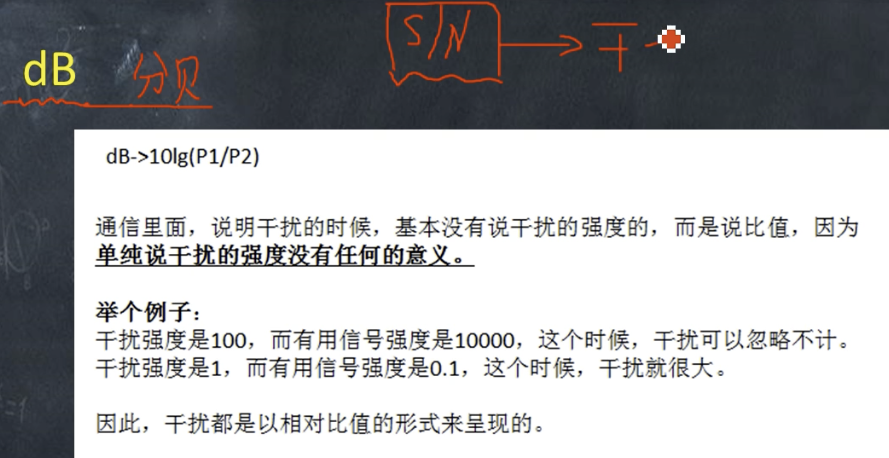 S/N
干
dB 分贝
dB->10lg(P1/P2)
通信里面，说明干扰的时候，基本没有说干扰的强度的，而是说比值，因为
单纯说干扰的强度没有任何的意义。
举个例子：
干扰强度是100，而有用信号强度是10000，这个时候，干扰可以忽略不计。
干扰强度是1，而有用信号强度是0.1，这个时候，干扰就很大。
因此，干扰都是以相对比值的形式来呈现的。